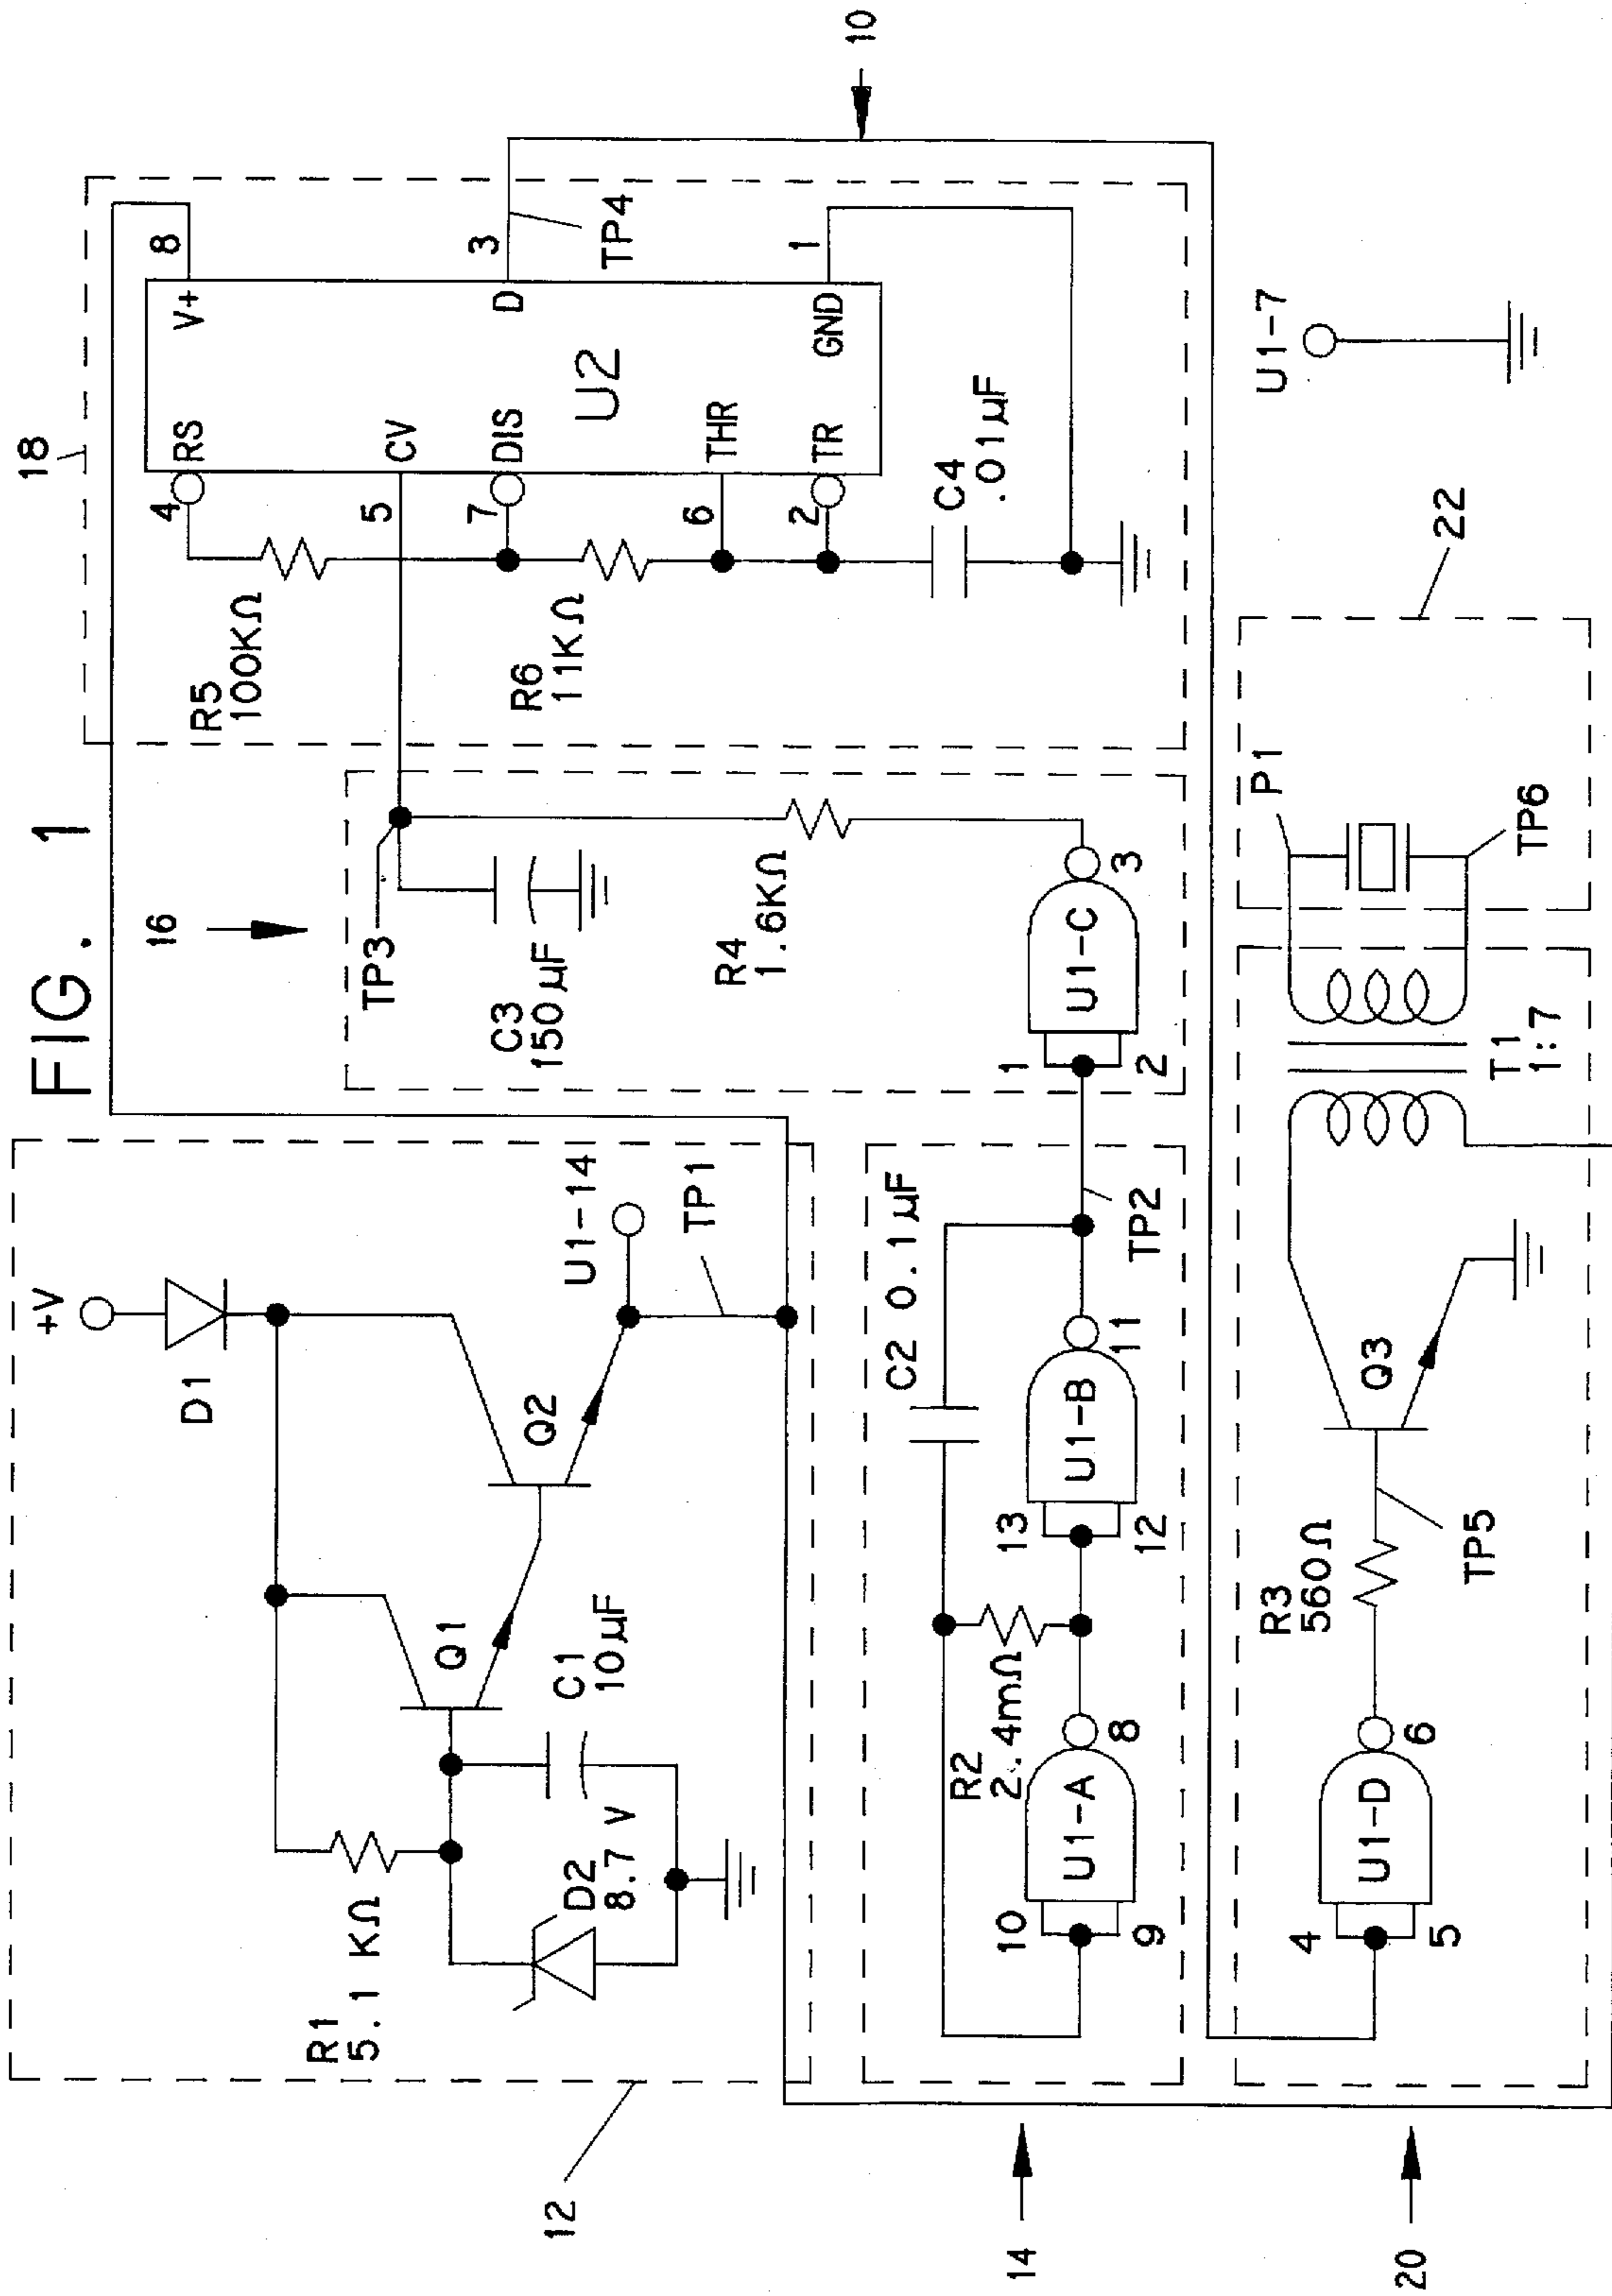 FIG. 1
10
12
+V
D1
Q1
Q2
R1
5.1 KΩ
D2
8.7 V
C1
10µF
U1-14
TP1
16
TP3
C3
150µF
R4
1.6KΩ
U1-C
1
2
3
18
R5
100KΩ
R6
11KΩ
4
RS
5
CV
7
DIS
6
THR
2
TR
U2
V+
8
D
3
GND
1
TP4
C4
.01µF
14
C2 0.1µF
R2
2.4mΩ
10
9
U1-A
8
13
12
U1-B
11
TP2
20
4
5
U1-D
6
R3
560Ω
TP5
Q3
T1
1:7
P1
TP6
22
U1-7